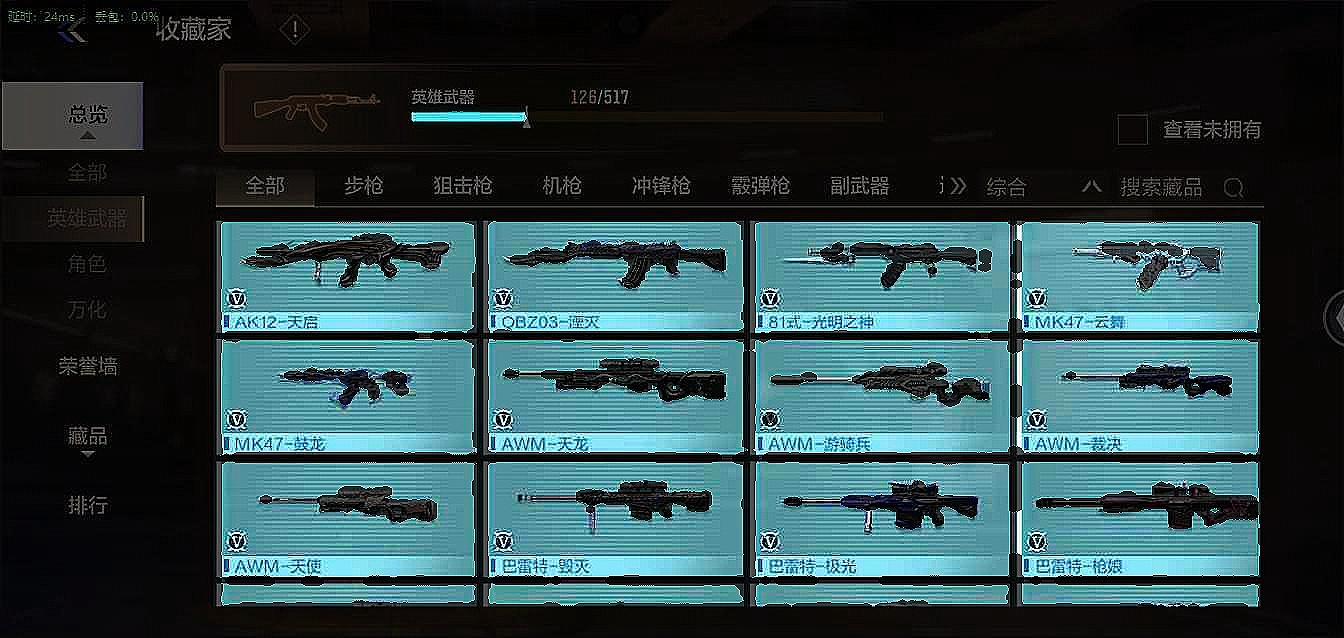 延时: 24ms 丢包: 0.0%
收藏家
总览
全部
英雄武器
角色
万化
荣誉墙
藏品
排行
英雄武器 126/517
查看未拥有
全部 步枪 狙击枪 机枪 冲锋枪 霰弹枪 副武器 综合 搜索藏品
AK12-天启 QBZ03-湮灭 81式-光明之神 MK47-云舞
MK47-鼓龙 AWM-天龙 AWM-游骑兵 AWM-裁决
AWM-天使 巴雷特-毁灭 巴雷特-极光 巴雷特-枪娘